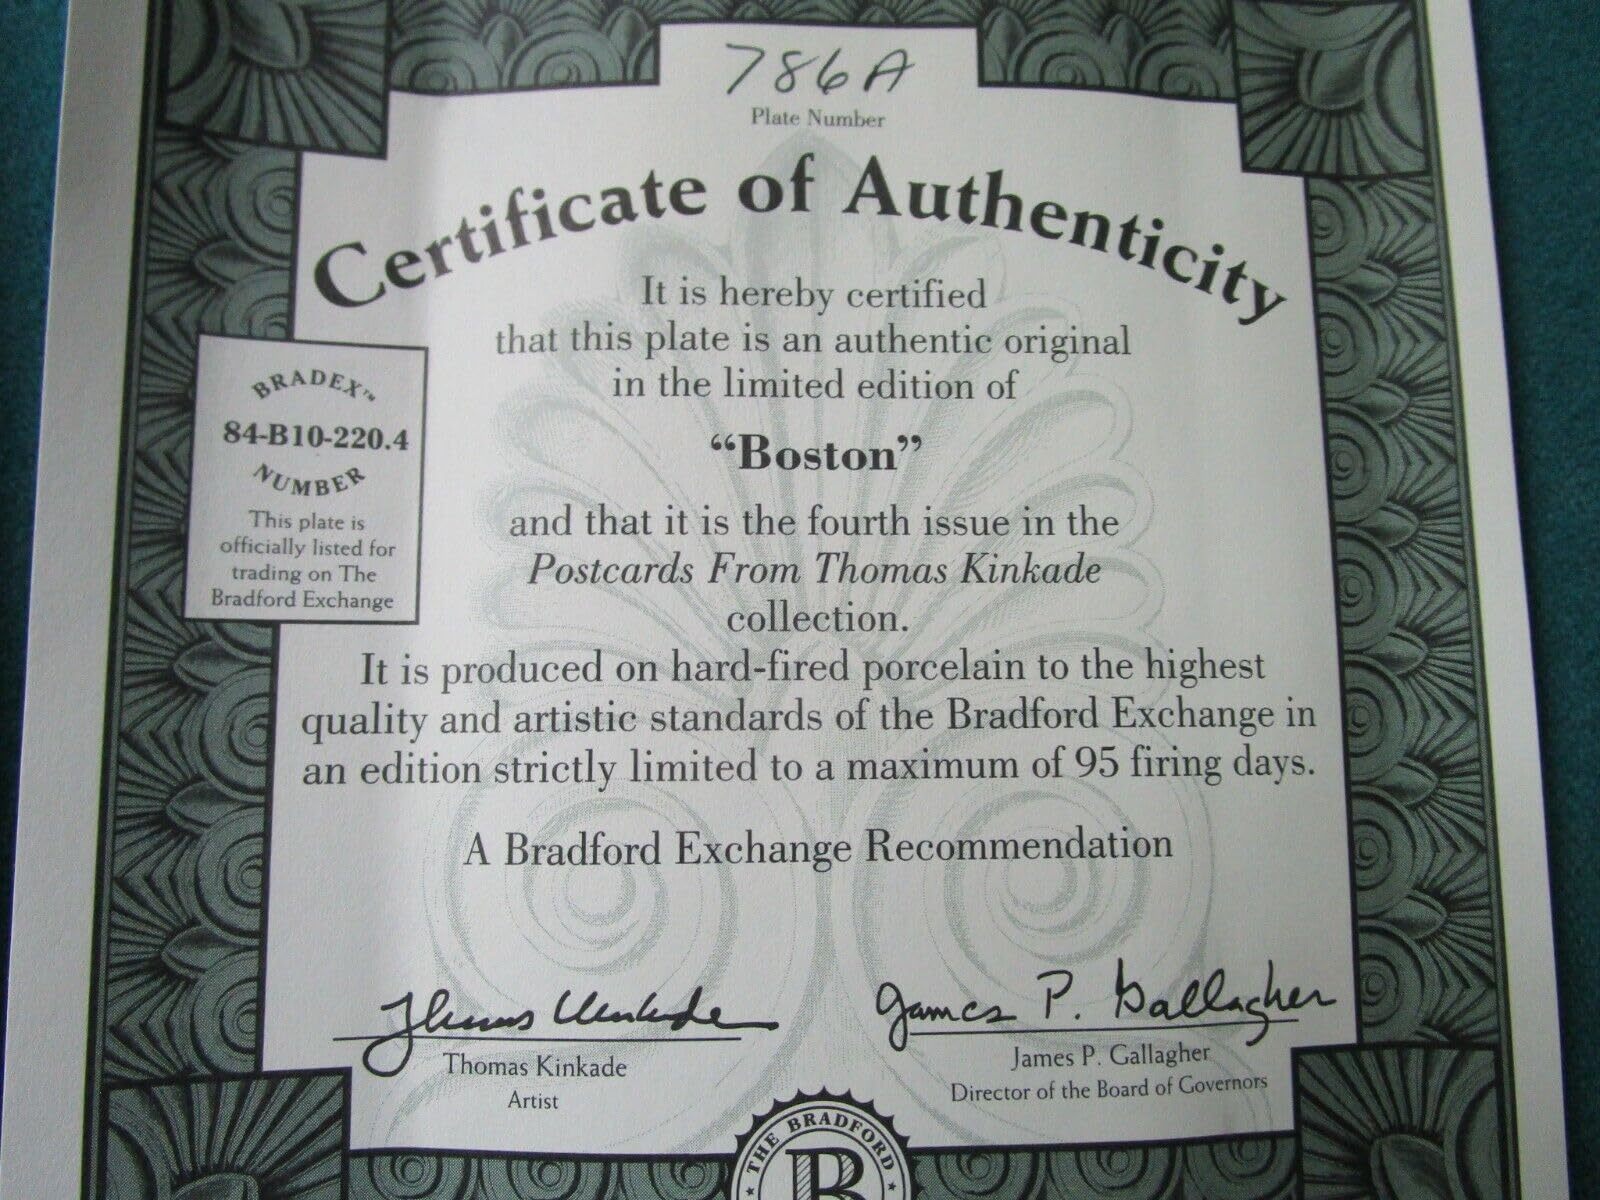 786A
Plate Number
Certificate of Authenticity
It is hereby certified
that this plate is an authentic original
in the limited edition of
"Boston"
and that it is the fourth issue in the
Postcards From Thomas Kinkade
collection.
It is produced on hard-fired porcelain to the highest
quality and artistic standards of the Bradford Exchange in
an edition strictly limited to a maximum of 95 firing days.
A Bradford Exchange Recommendation
BRADEX™
84-B10-220.4
NUMBER
This plate is
officially listed for
trading on The
Bradford Exchange
Thomas Kinkade
Thomas Kinkade
Artist
James P. Gallagher
James P. Gallagher
Director of the Board of Governors
THE BRADFORD
B